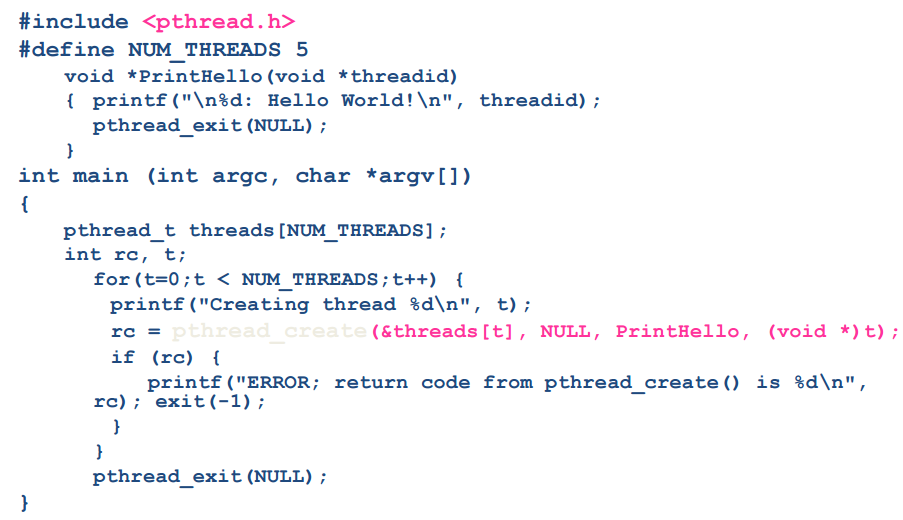 #include <pthread.h>
#define NUM_THREADS 5
void *PrintHello(void *threadid)
{ printf("\n%d: Hello World!\n", threadid);
pthread_exit(NULL);
}
int main (int argc, char *argv[])
{
pthread_t threads[NUM_THREADS];
int rc, t;
for(t=0;t < NUM_THREADS;t++) {
printf("Creating thread %d\n", t);
rc = pthread_create(&threads[t], NULL, PrintHello, (void *)t);
if (rc) {
printf("ERROR; return code from pthread_create() is %d\n",
rc); exit(-1);
}
}
pthread_exit(NULL);
}